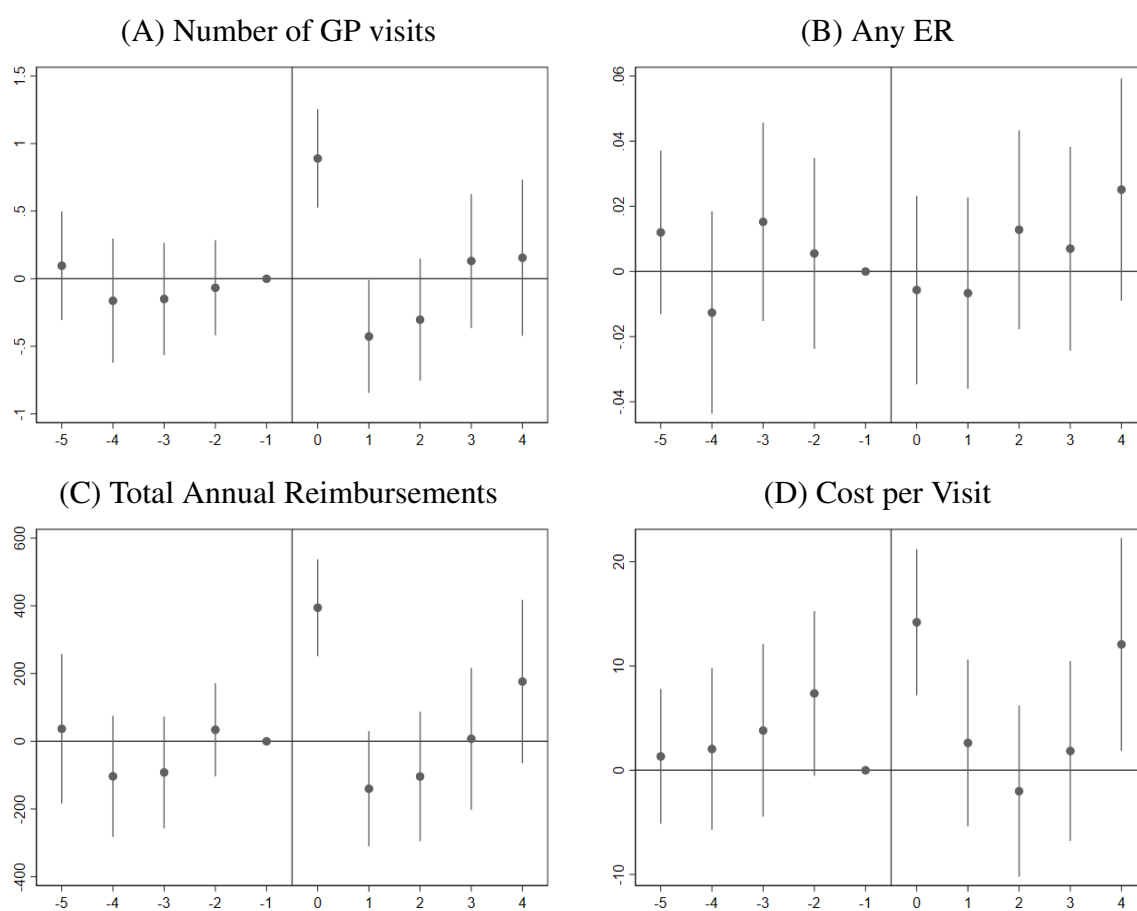 (A) Number of GP visits
(B) Any ER
1.5
1
.5
0
-.5
-1
-5 -4 -3 -2 -1 0 1 2 3 4
.06
.04
.02
0
-.02
-.04
-5 -4 -3 -2 -1 0 1 2 3 4
(C) Total Annual Reimbursements
(D) Cost per Visit
600
400
200
0
-200
-400
-5 -4 -3 -2 -1 0 1 2 3 4
20
10
0
-10
-5 -4 -3 -2 -1 0 1 2 3 4